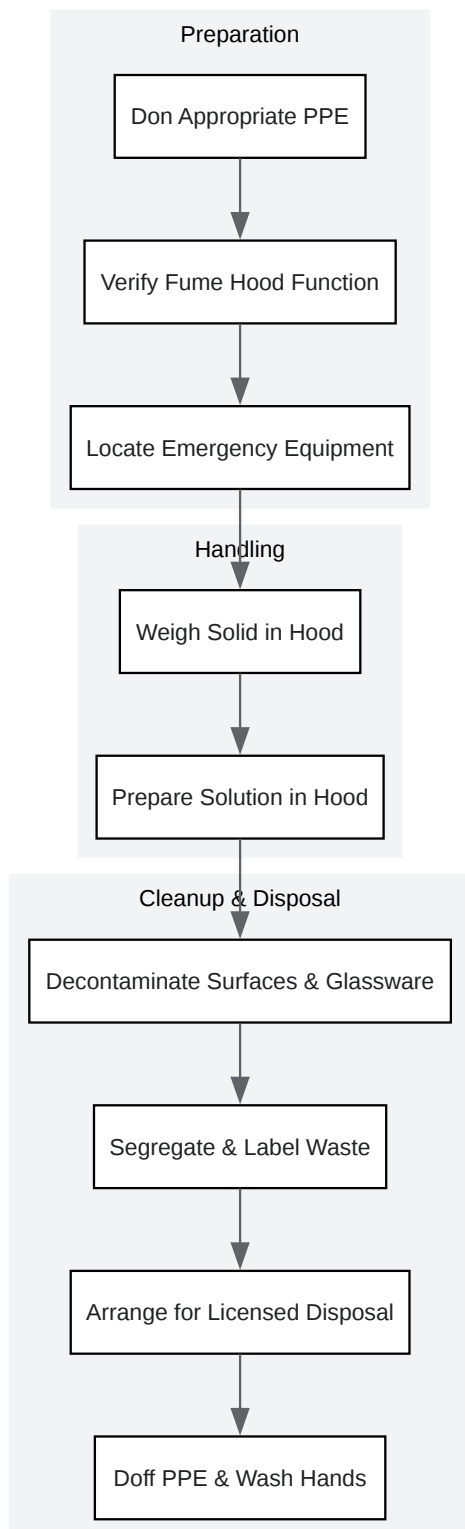 Preparation
Don Appropriate PPE
Verify Fume Hood Function
Locate Emergency Equipment
Handling
Weigh Solid in Hood
Prepare Solution in Hood
Cleanup & Disposal
Decontaminate Surfaces & Glassware
Segregate & Label Waste
Arrange for Licensed Disposal
Doff PPE & Wash Hands